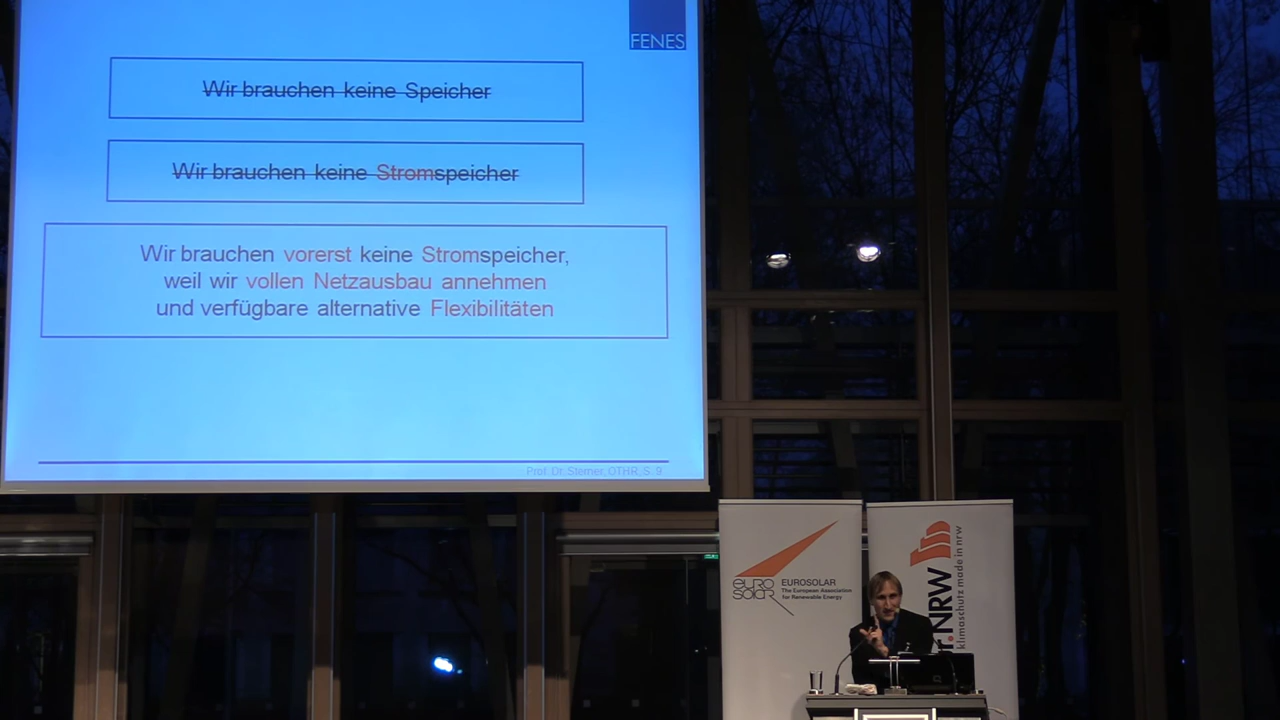 FENES
Wir brauchen keine Speicher
Wir brauchen keine Stromspeicher
Wir brauchen vorerst keine Stromspeicher,
weil wir vollen Netzausbau annehmen
und verfügbare alternative Flexibilitäten
Prof. Dr. Sterner, OTHR, S. 9
EURO
SOLAR
EUROSOLAR
The European Association
for Renewable Energy
r.NRW
klimaschutz made in nrw